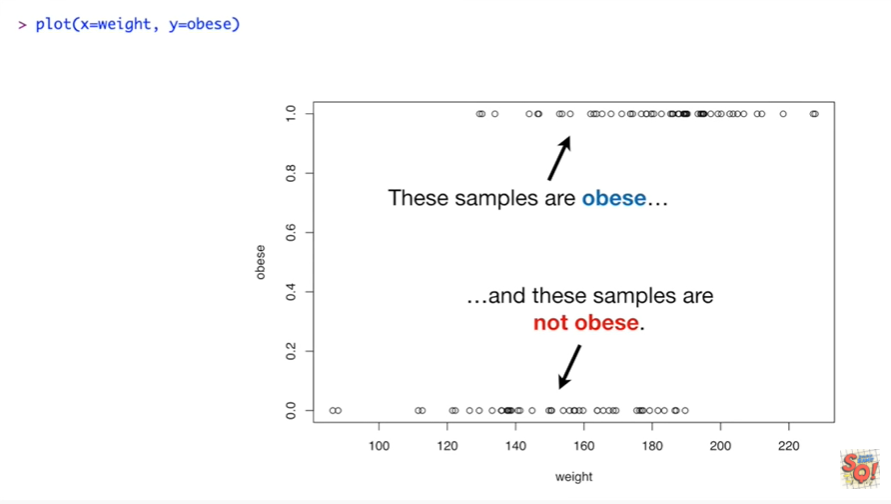 > plot(x=weight, y=obese)
1.0
0.8
0.6
0.4
0.2
0.0
obese
These samples are obese...
...and these samples are
not obese.
100 120 140 160 180 200 220
weight
SO!